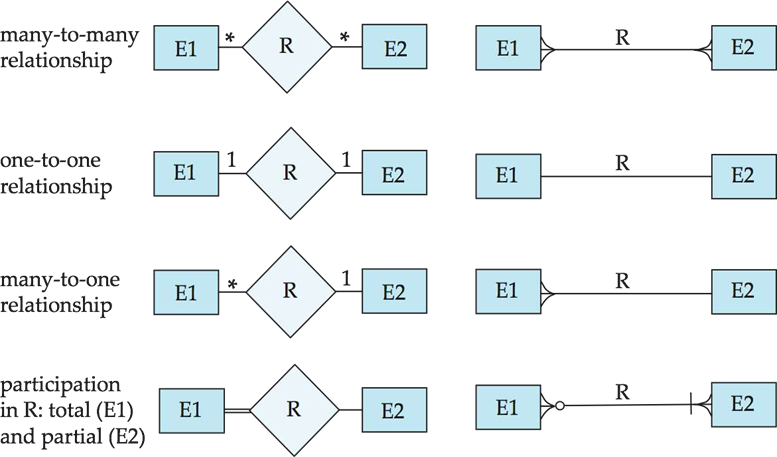 many-to-many
relationship
E1 * R * E2
E1 R E2
one-to-one
relationship
E1 1 R 1 E2
E1 R E2
many-to-one
relationship
E1 * R 1 E2
E1 R E2
participation
in R: total (E1)
and partial (E2)
E1 R E2
E1 R E2